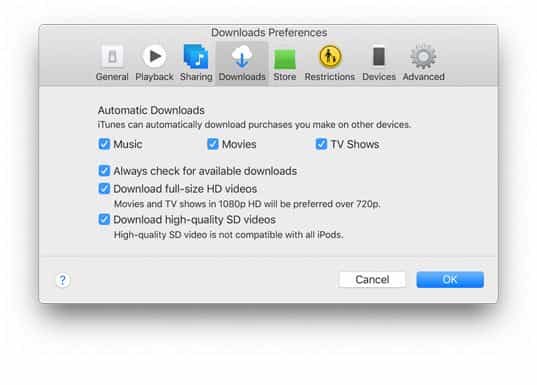 Downloads Preferences
General Playback Sharing Downloads Store Restrictions Devices Advanced
Automatic Downloads
iTunes can automatically download purchases you make on other devices.
Music Movies TV Shows
Always check for available downloads
Download full-size HD videos
Movies and TV shows in 1080p HD will be preferred over 720p.
Download high-quality SD videos
High-quality SD video is not compatible with all iPods.
? Cancel OK